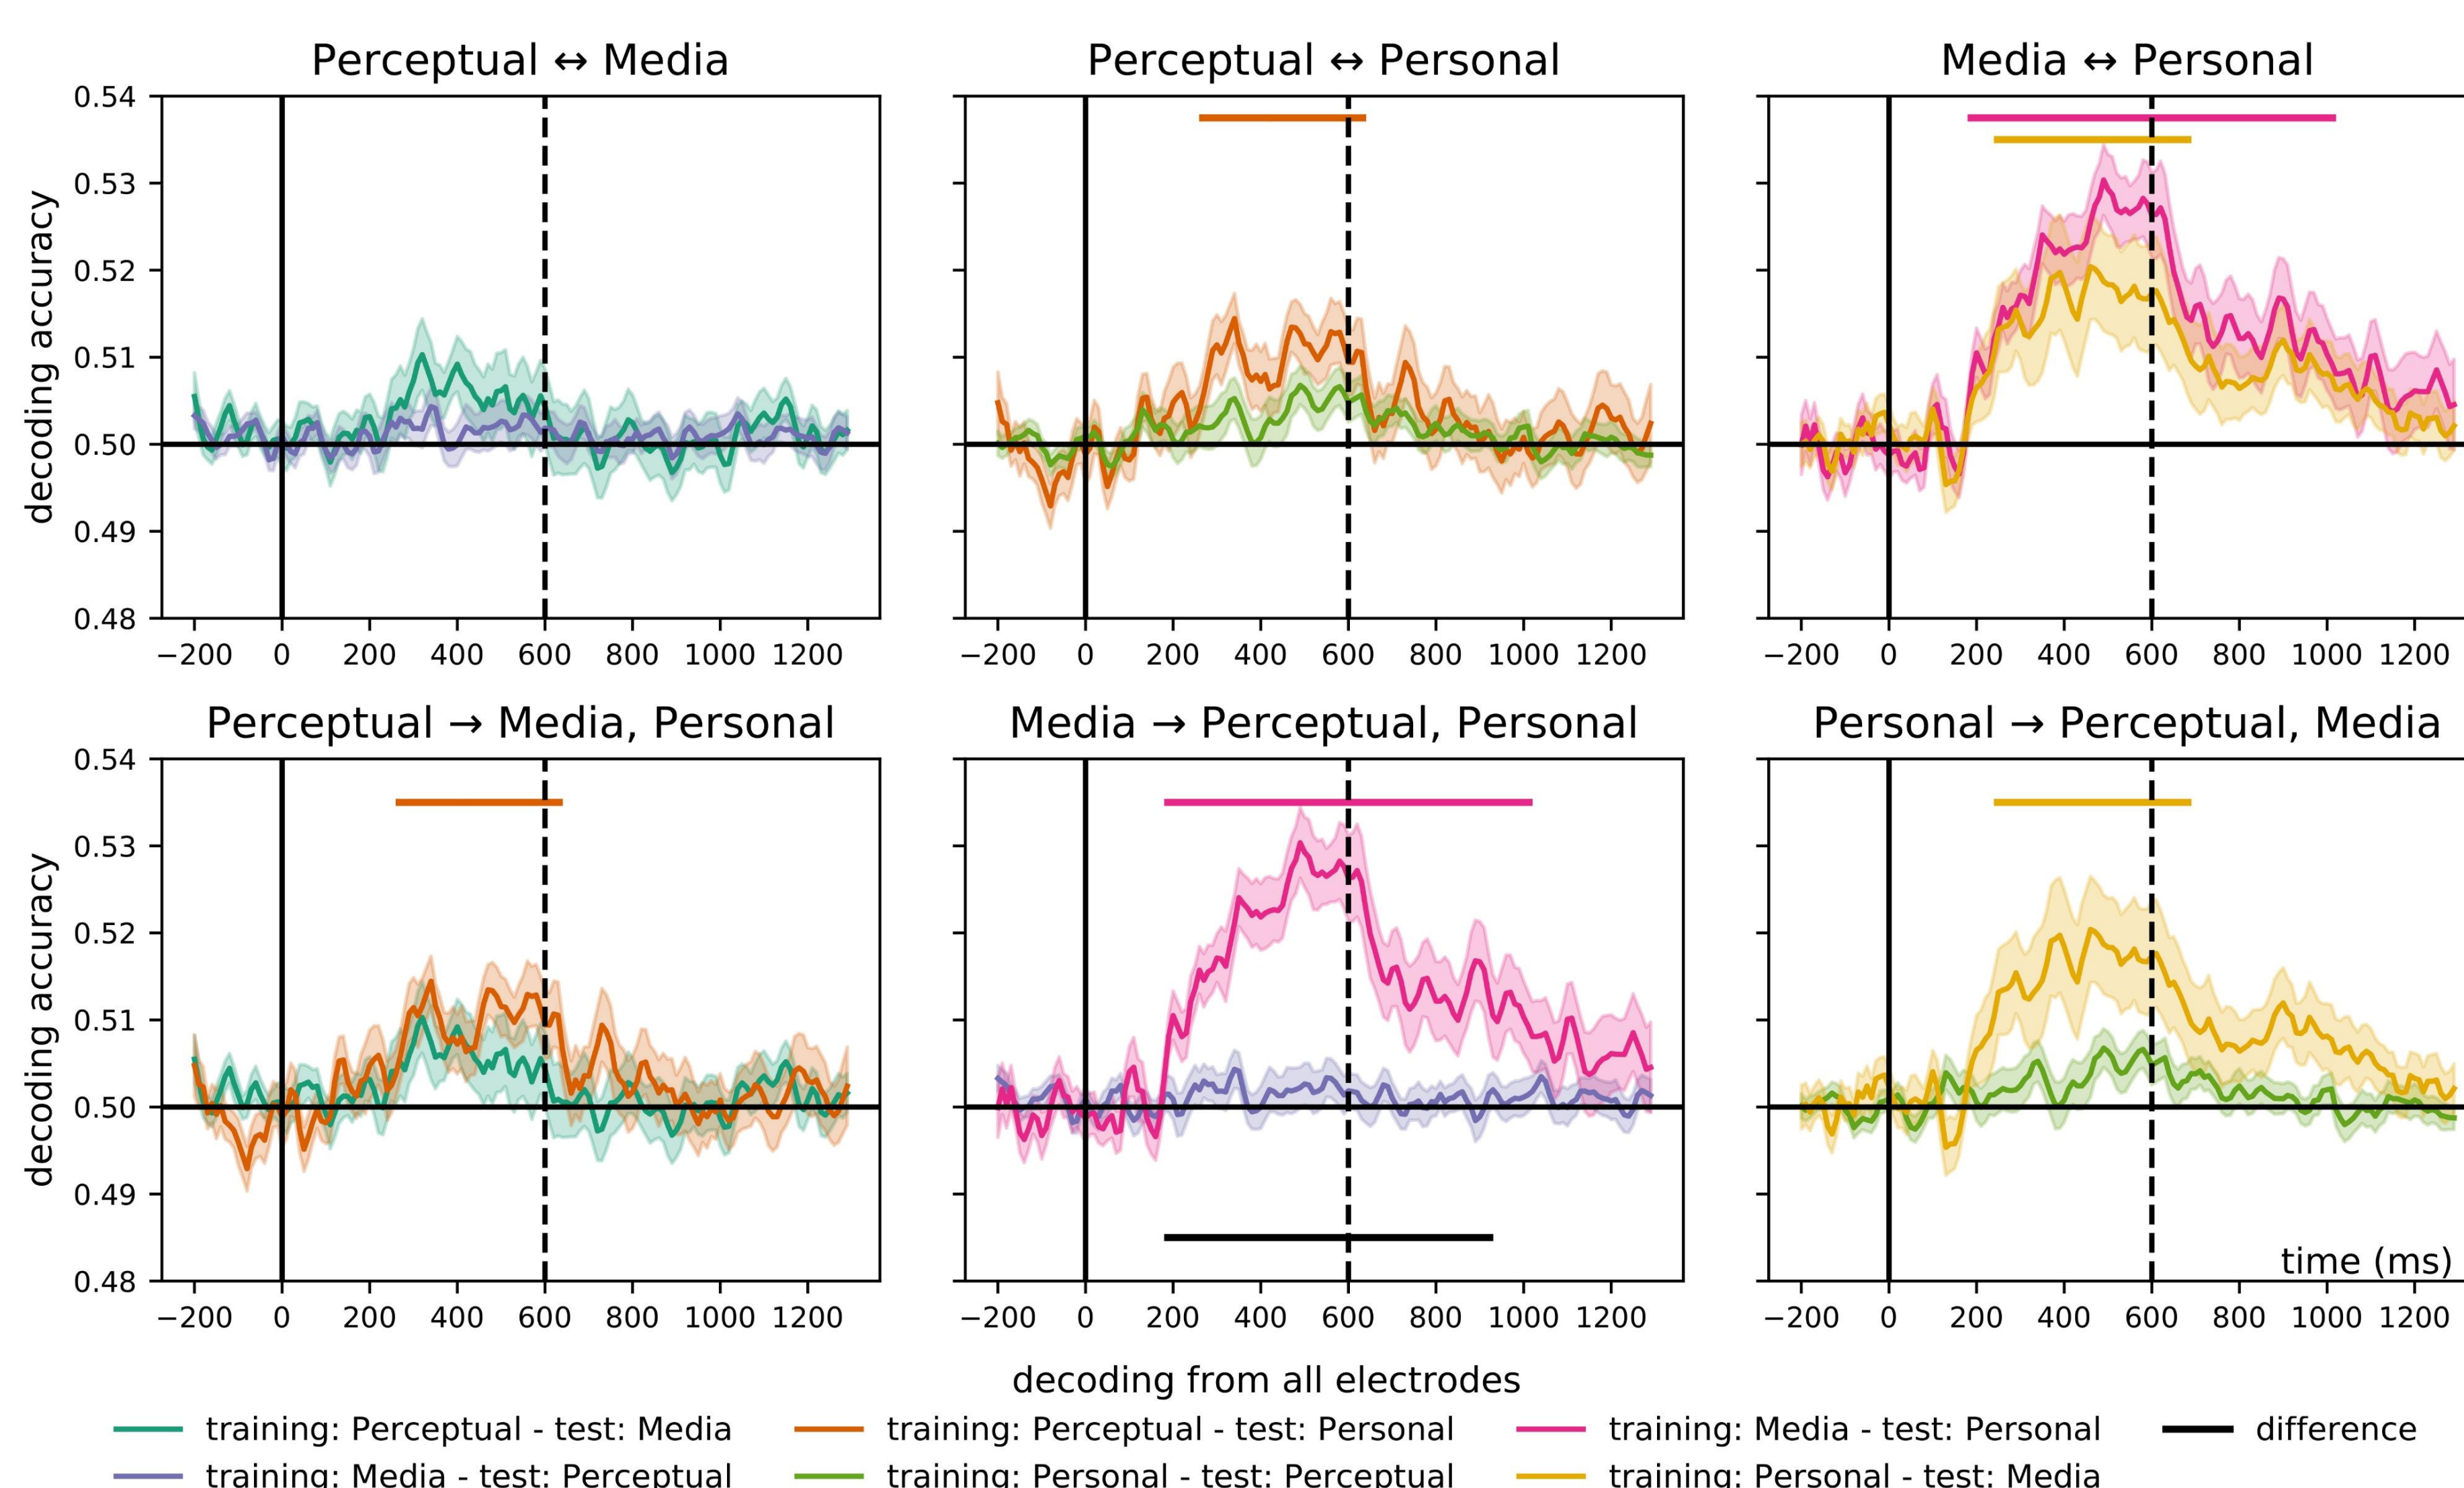 Perceptual ↔ Media
Perceptual ↔ Personal
Media ↔ Personal
decoding accuracy
0.54
0.53
0.52
0.51
0.50
0.49
0.48
−200 0 200 400 600 800 1000 1200
−200 0 200 400 600 800 1000 1200
−200 0 200 400 600 800 1000 1200
Perceptual → Media, Personal
Media → Perceptual, Personal
Personal → Perceptual, Media
decoding accuracy
0.54
0.53
0.52
0.51
0.50
0.49
0.48
time (ms)
−200 0 200 400 600 800 1000 1200
−200 0 200 400 600 800 1000 1200
−200 0 200 400 600 800 1000 1200
decoding from all electrodes
training: Perceptual - test: Media
training: Perceptual - test: Personal
training: Media - test: Personal
difference
training: Media - test: Perceptual
training: Personal - test: Perceptual
training: Personal - test: Media